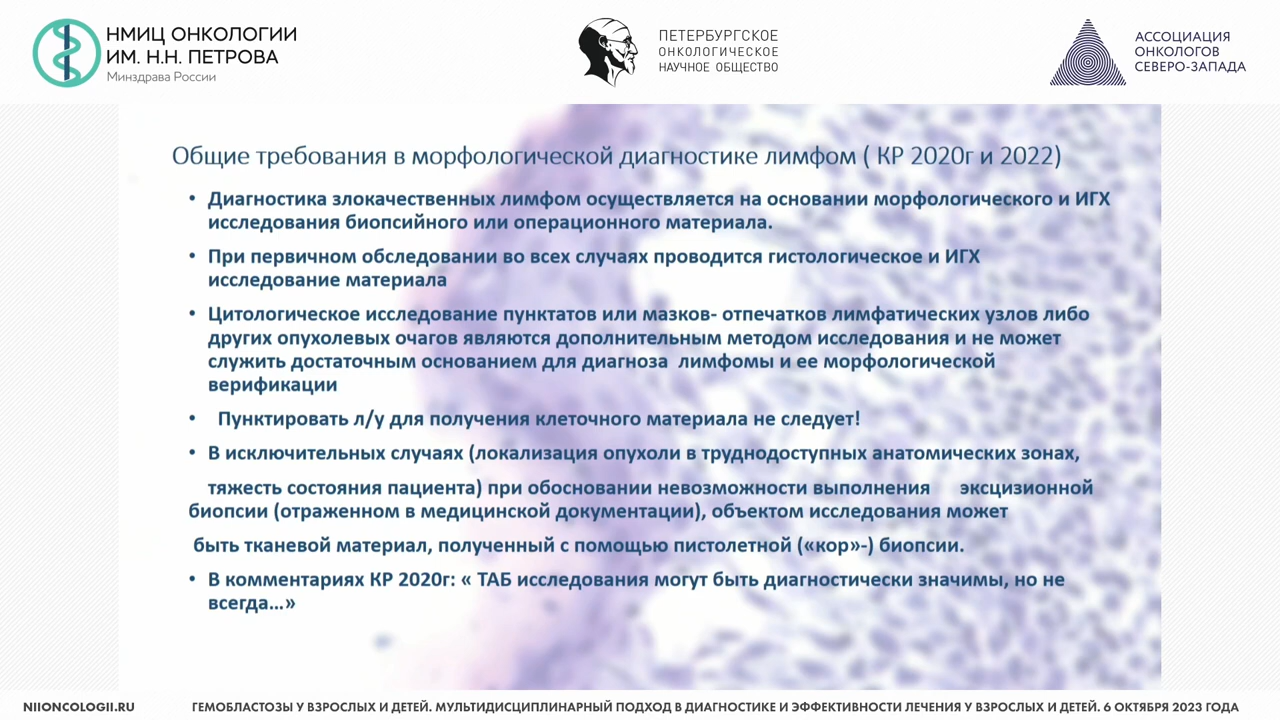 НМИЦ ОНКОЛОГИИ
ИМ. Н.Н. ПЕТРОВА
Минздрава России
ПЕТЕРБУРГСКОЕ
ОНКОЛОГИЧЕСКОЕ
НАУЧНОЕ ОБЩЕСТВО
АССОЦИАЦИЯ
ОНКОЛОГОВ
СЕВЕРО-ЗАПАДА
Общие требования в морфологической диагностике лимфом ( КР 2020г и 2022)
• Диагностика злокачественных лимфом осуществляется на основании морфологического и ИГХ
исследования биопсийного или операционного материала.
• При первичном обследовании во всех случаях проводится гистологическое и ИГХ
исследование материала
• Цитологическое исследование пунктатов или мазков- отпечатков лимфатических узлов либо
других опухолевых очагов являются дополнительным методом исследования и не может
служить достаточным основанием для диагноза лимфомы и ее морфологической
верификации
• Пунктировать л/у для получения клеточного материала не следует!
• В исключительных случаях (локализация опухоли в труднодоступных анатомических зонах,
тяжесть состояния пациента) при обосновании невозможности выполнения эксцизионной
биопсии (отраженном в медицинской документации), объектом исследования может
быть тканевой материал, полученный с помощью пистолетной («кор»-) биопсии.
• В комментариях КР 2020г: « ТАБ исследования могут быть диагностически значимы, но не
всегда…»
NIIONCOLOGII.RU
ГЕМОБЛАСТОЗЫ У ВЗРОСЛЫХ И ДЕТЕЙ. МУЛЬТИДИСЦИПЛИНАРНЫЙ ПОДХОД В ДИАГНОСТИКЕ И ЭФФЕКТИВНОСТИ ЛЕЧЕНИЯ У ВЗРОСЛЫХ И ДЕТЕЙ. 6 ОКТЯБРЯ 2023 ГОДА